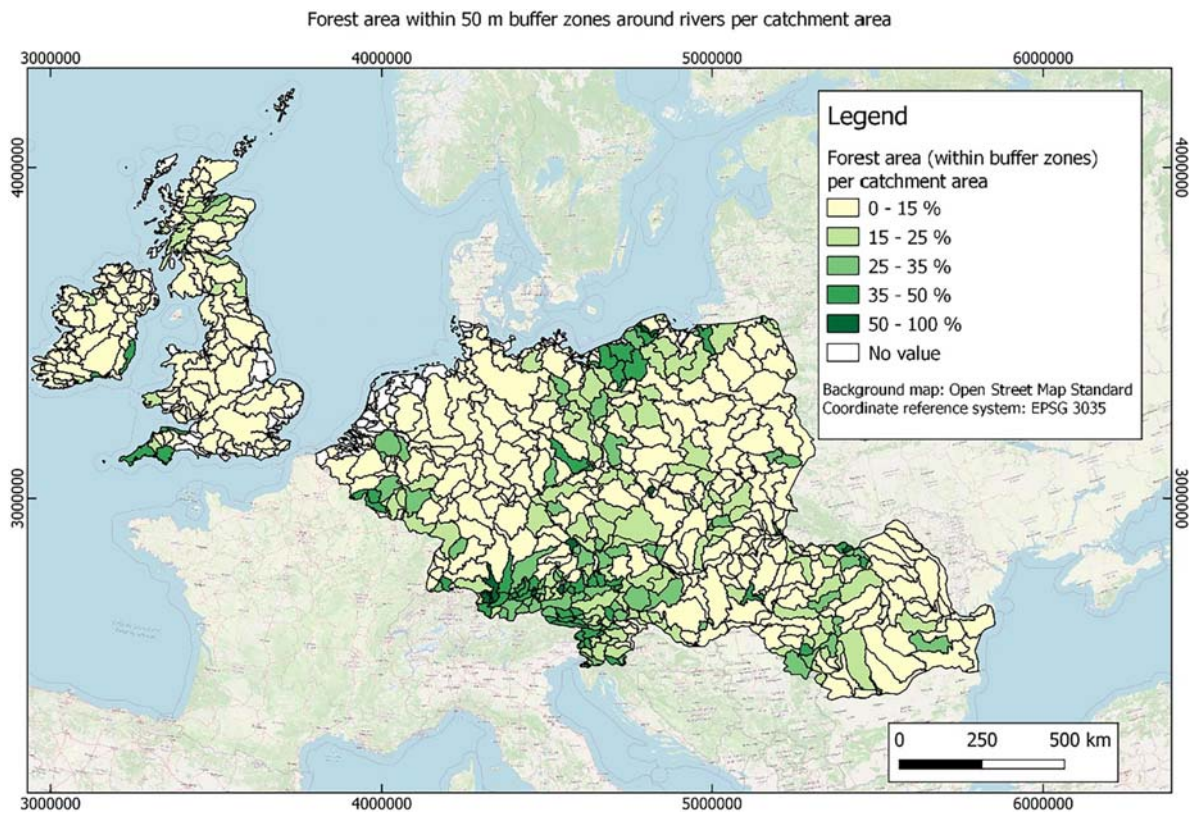 Forest area within 50 m buffer zones around rivers per catchment area
3000000 4000000 5000000 6000000
4000000
3000000
Legend
Forest area (within buffer zones)
per catchment area
0 - 15 %
15 - 25 %
25 - 35 %
35 - 50 %
50 - 100 %
No value
Background map: Open Street Map Standard
Coordinate reference system: EPSG 3035
4000000
3000000
0 250 500 km
3000000 4000000 5000000 6000000